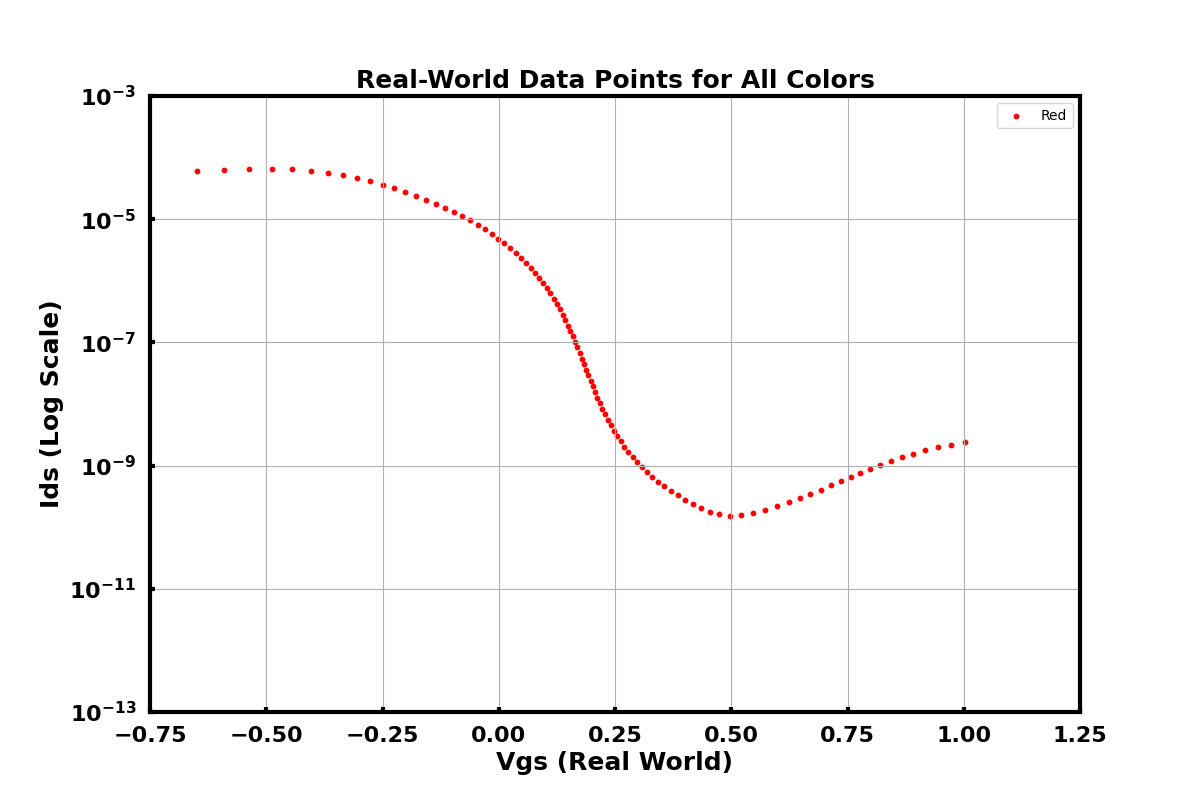 Real-World Data Points for All Colors
Red
10⁻³
10⁻⁵
10⁻⁷
10⁻⁹
10⁻¹¹
10⁻¹³
Ids (Log Scale)
−0.75 −0.50 −0.25 0.00 0.25 0.50 0.75 1.00 1.25
Vgs (Real World)